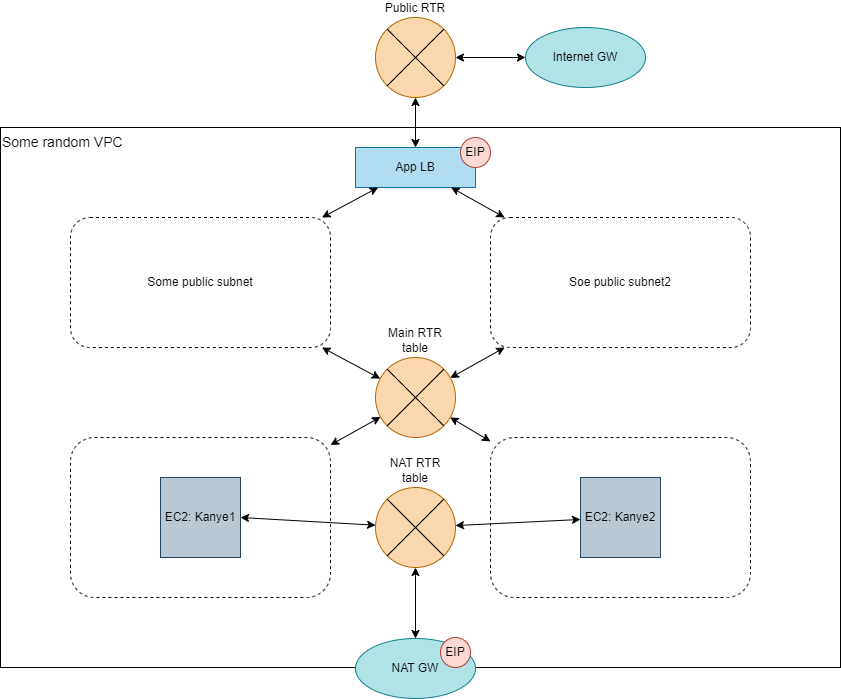 Public RTR
Internet GW
Some random VPC
EIP
App LB
Some public subnet
Soe public subnet2
Main RTR
table
NAT RTR
table
EC2: Kanye1
EC2: Kanye2
EIP
NAT GW